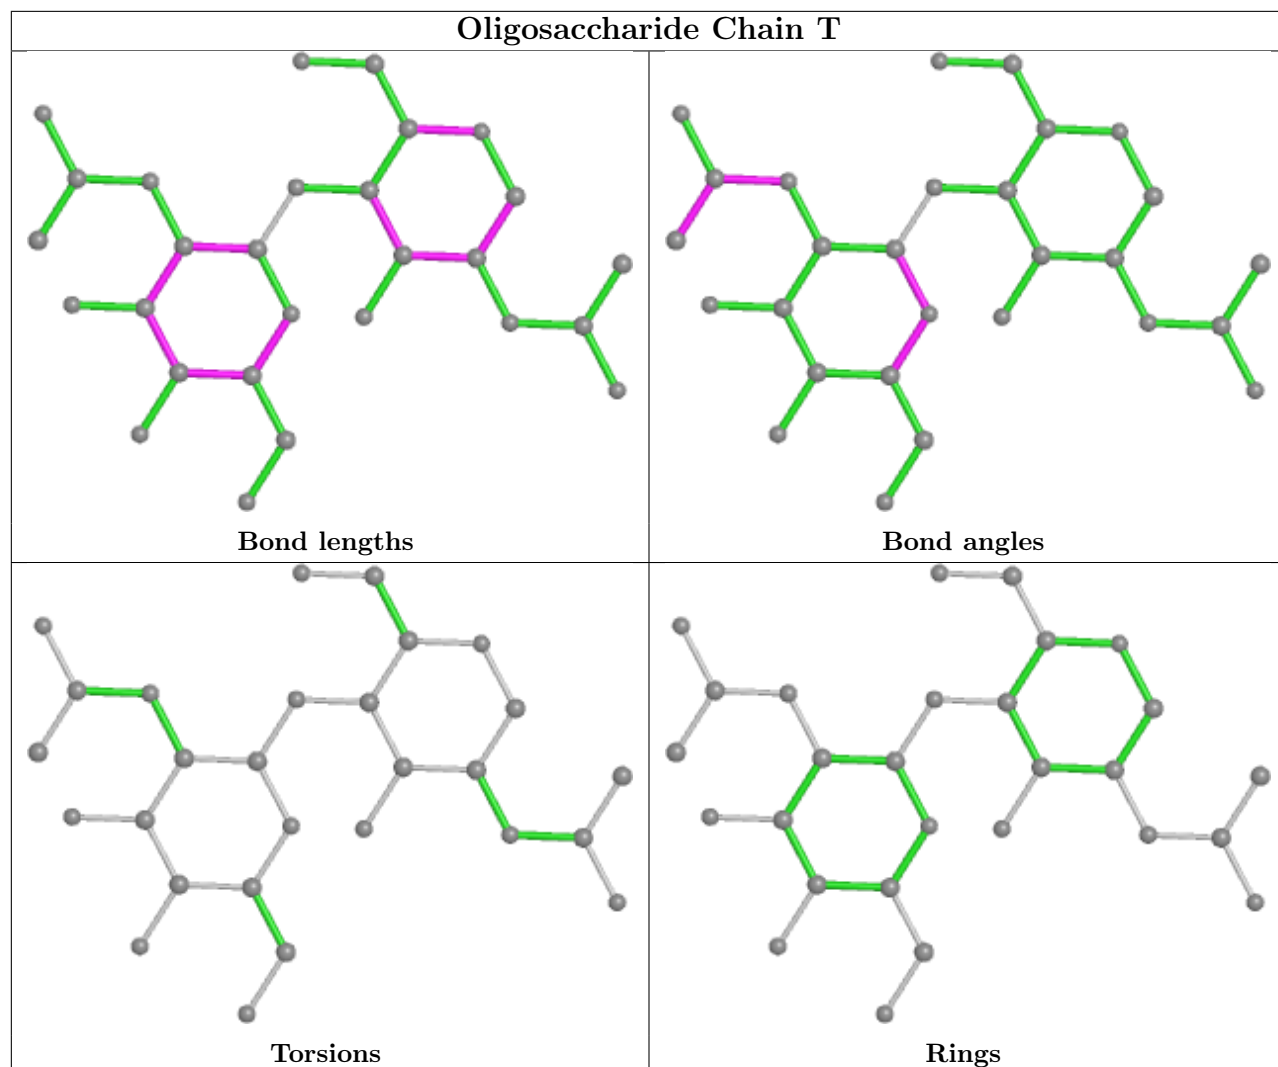 Oligosaccharide Chain T
Bond lengths
Bond angles
Torsions
Rings